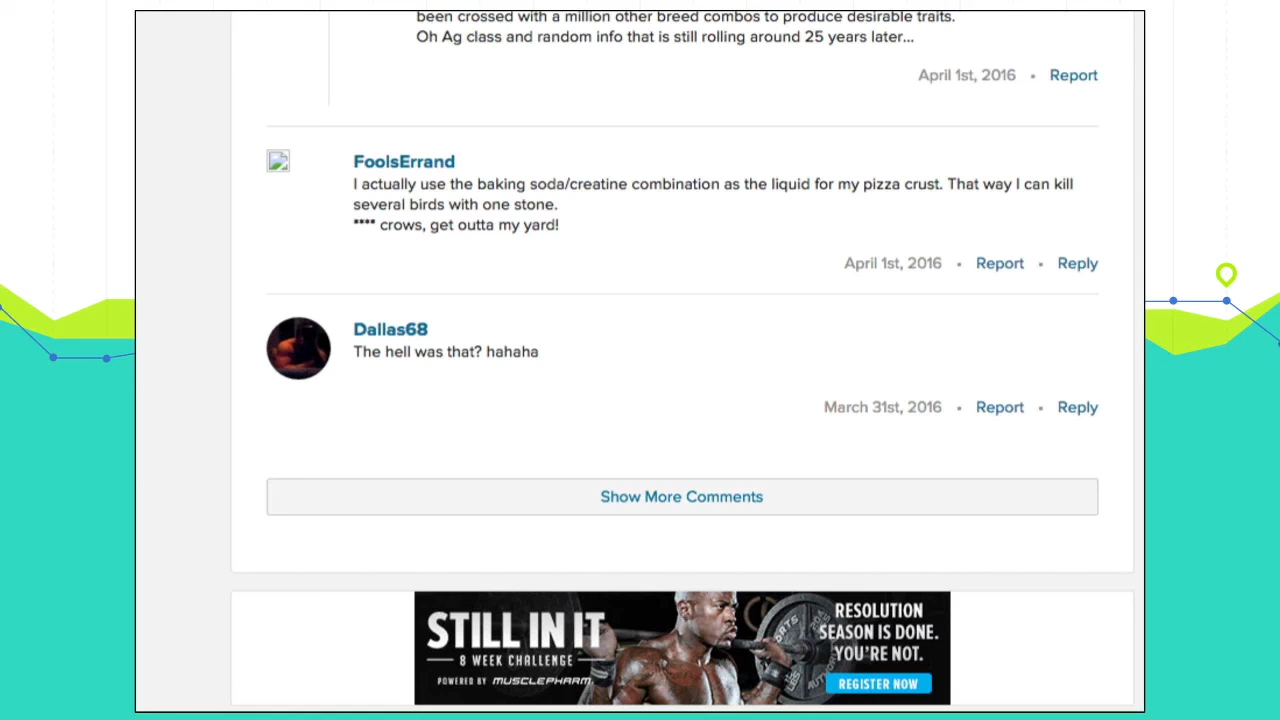 been crossed with a million other breed combos to produce desirable traits.
Oh Ag class and random info that is still rolling around 25 years later...
April 1st, 2016 • Report
FoolsErrand
I actually use the baking soda/creatine combination as the liquid for my pizza crust. That way I can kill
several birds with one stone.
**** crows, get outta my yard!
April 1st, 2016 • Report • Reply
Dallas68
The hell was that? hahaha
March 31st, 2016 • Report • Reply
Show More Comments
STILL IN IT
8 WEEK CHALLENGE
POWERED BY MUSCLEPHARM
RESOLUTION
SEASON IS DONE.
YOU'RE NOT.
REGISTER NOW